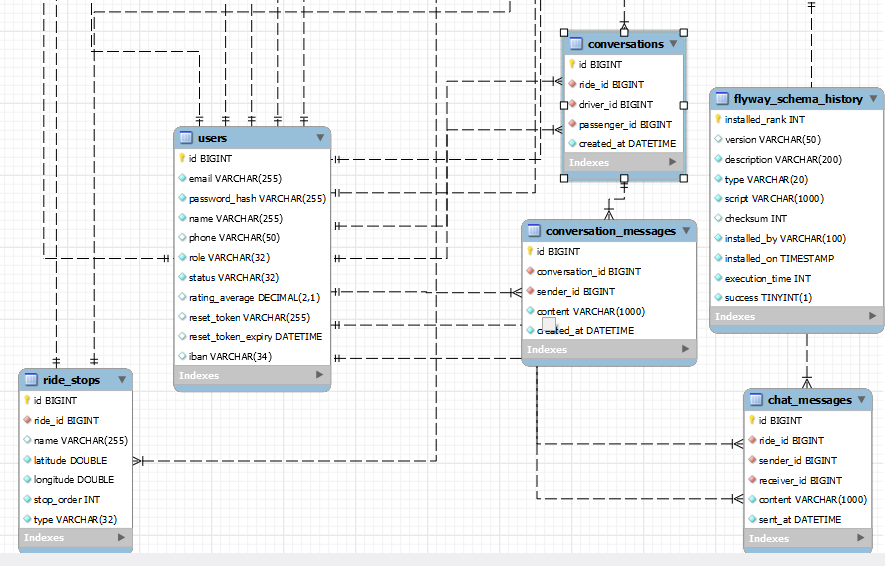 conversations
id BIGINT
ride_id BIGINT
driver_id BIGINT
passenger_id BIGINT
created_at DATETIME
Indexes
flyway_schema_history
installed_rank INT
version VARCHAR(50)
description VARCHAR(200)
type VARCHAR(20)
script VARCHAR(1000)
checksum INT
installed_by VARCHAR(100)
installed_on TIMESTAMP
execution_time INT
success TINYINT(1)
Indexes
users
id BIGINT
email VARCHAR(255)
password_hash VARCHAR(255)
name VARCHAR(255)
phone VARCHAR(50)
role VARCHAR(32)
status VARCHAR(32)
rating_average DECIMAL(2,1)
reset_token VARCHAR(255)
reset_token_expiry DATETIME
iban VARCHAR(34)
Indexes
conversation_messages
id BIGINT
conversation_id BIGINT
sender_id BIGINT
content VARCHAR(1000)
created_at DATETIME
Indexes
ride_stops
id BIGINT
ride_id BIGINT
name VARCHAR(255)
latitude DOUBLE
longitude DOUBLE
stop_order INT
type VARCHAR(32)
Indexes
chat_messages
id BIGINT
ride_id BIGINT
sender_id BIGINT
receiver_id BIGINT
content VARCHAR(1000)
sent_at DATETIME
Indexes